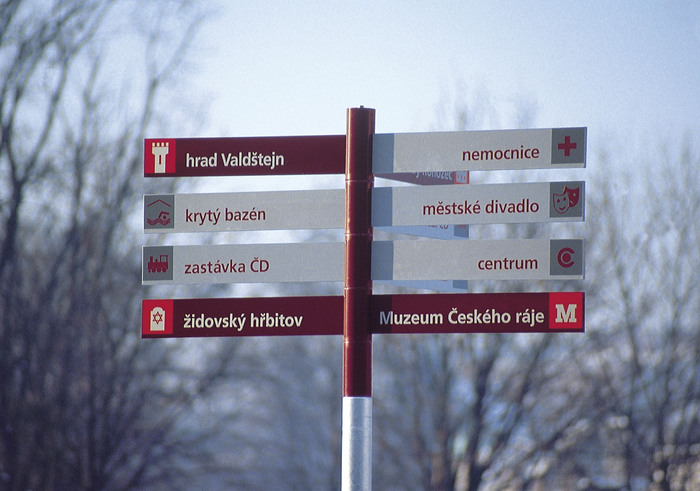 hrad Valdštejn
krytý bazén
zastávka ČD
židovský hřbitov
nemocnice
městské divadlo
centrum
Muzeum Českého ráje
M